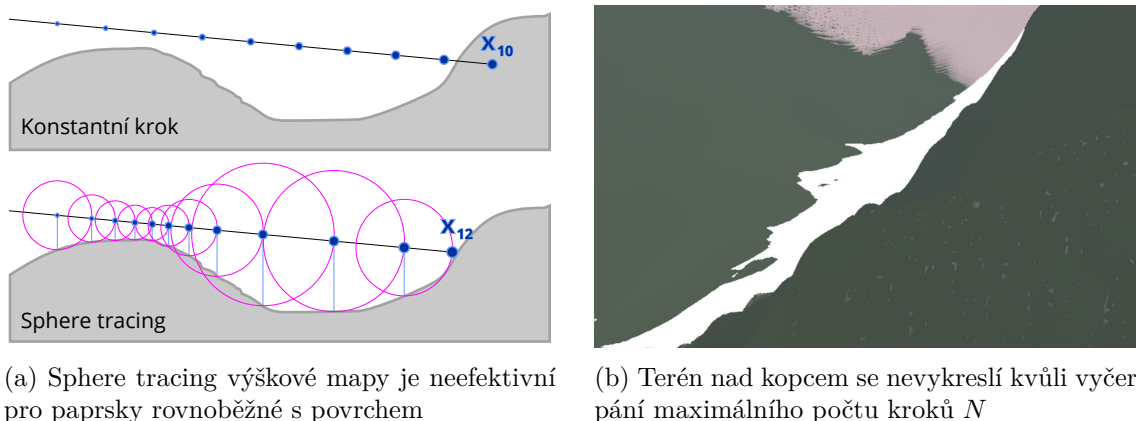 X10
Konstantní krok
X12
Sphere tracing
(a) Sphere tracing výškové mapy je neefektivní
pro paprsky rovnoběžné s povrchem
(b) Terén nad kopcem se nevykreslí kvůli vyčer
pání maximálního počtu kroků N